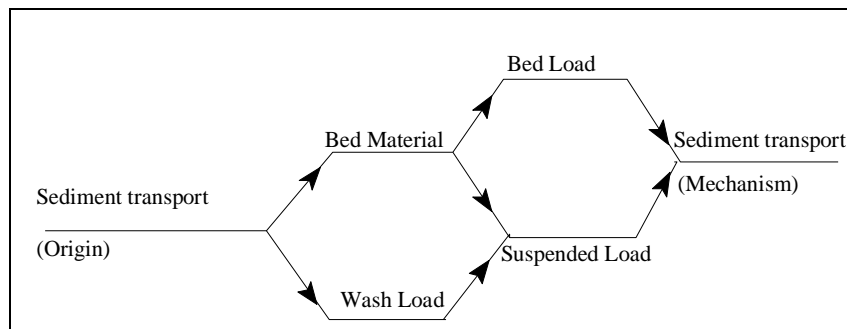 Bed Load
Bed Material
Sediment transport
(Mechanism)
Sediment transport
(Origin)
Suspended Load
Wash Load